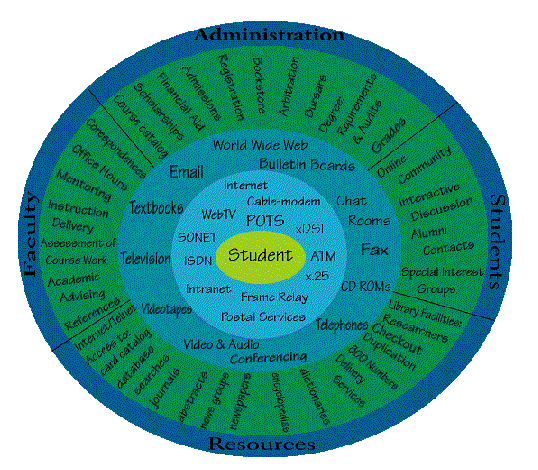 Administration
Course catalog
Scholarships
Financial Aid
Admissions
Registration
Bookstore
Arbitration
Bursars
Degree
Requirements
& Audits
Grades
Students
Online
Community
Interactive
Discussion
Alumni
Contacts
Special Interest
Groups
Resources
Library Facilities:
Researchers
Checkout
Duplication
800 Numbers
Delivery
Services
dictionaries
encyclopedias
newspapers
news groups
abstracts
journals
searches
database
card catalog
Access to:
Internet/Telnet
Faculty
Corespondences
Office Hours
Mentoring
Instruction
Delivery
Assessment of
Course Work
Academic
Advising
References
World Wide Web
Bulletin Boards
Email
Chat
Rooms
Textbooks
Fax
Television
CD ROMs
Videotapes
Telephones
Video & Audio
Conferencing
Internet
Cable-modem
WebTV
POTS
xDSl
SONET
ISDN
ATM
x.25
Intranet
Frame Relay
Postal Services
Student